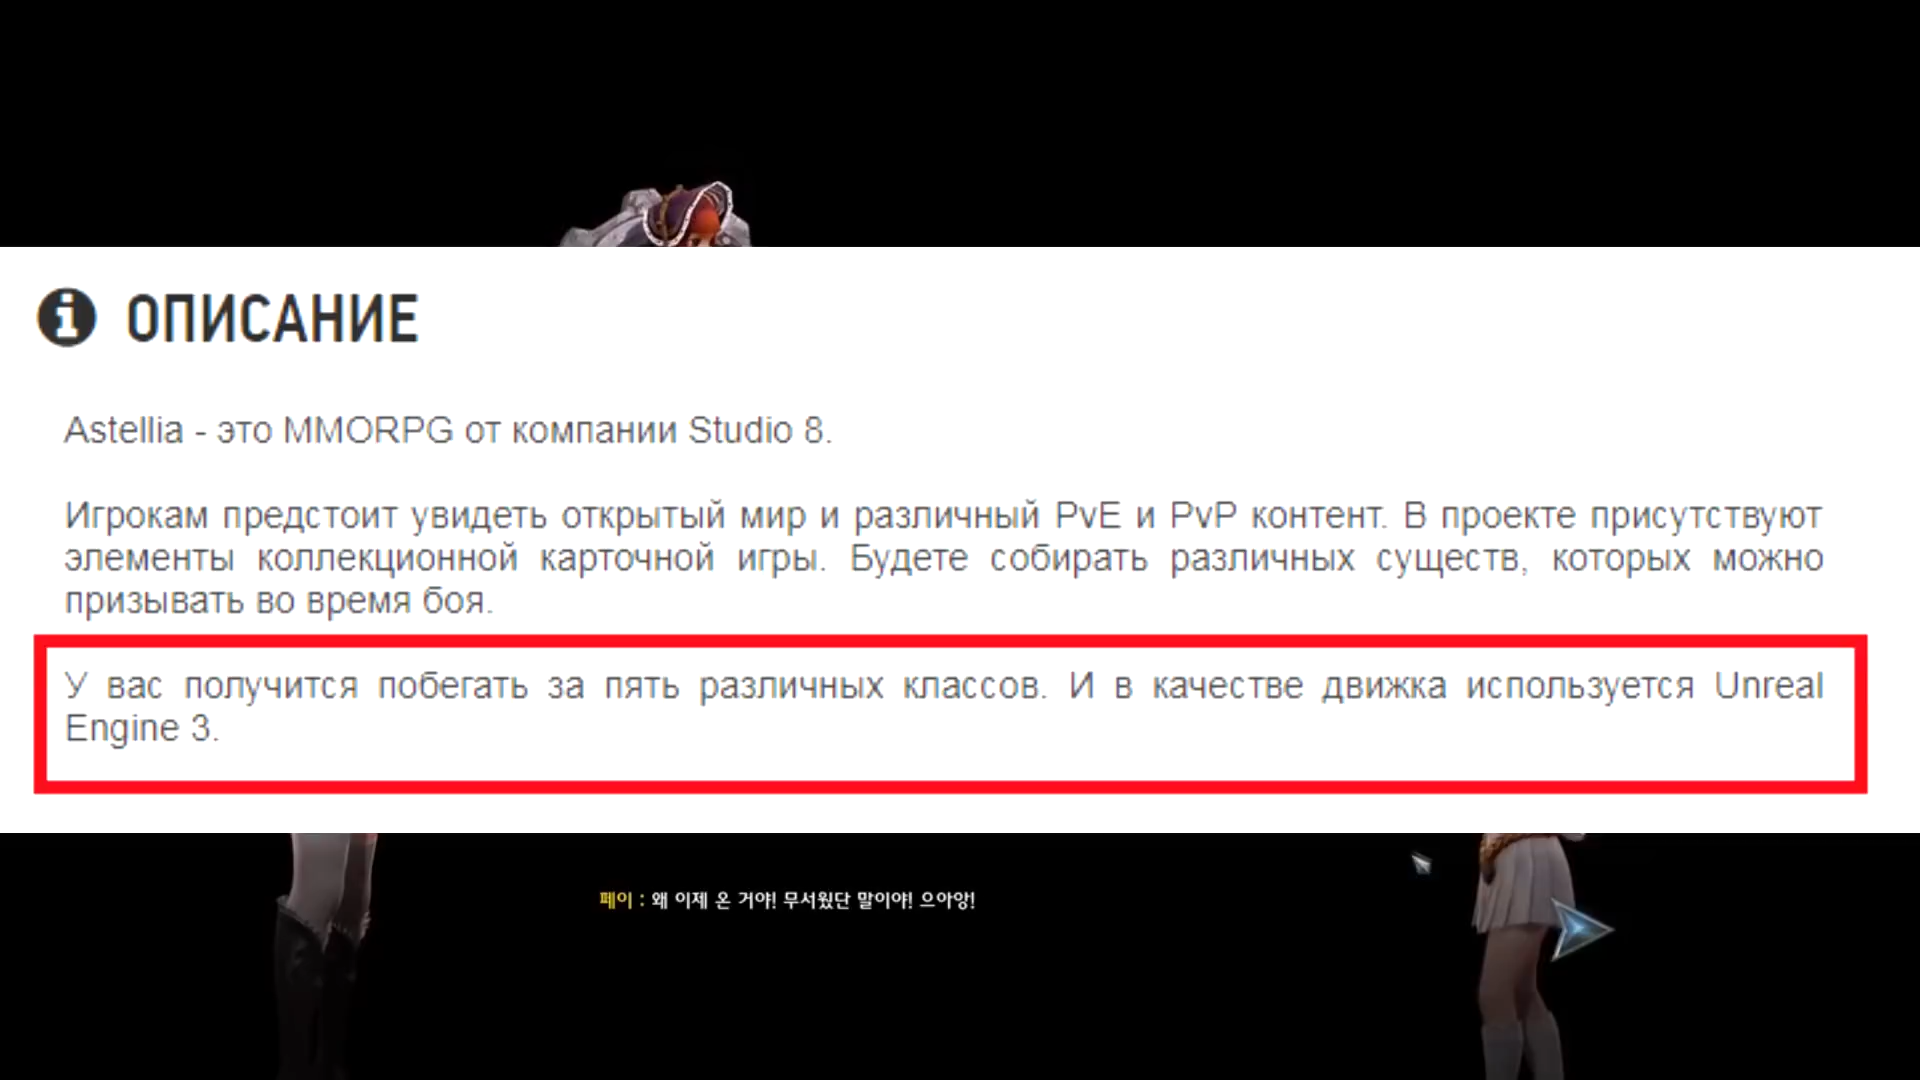 ОПИСАНИЕ
Astellia - это MMORPG от компании Studio 8.
Игрокам предстоит увидеть открытый мир и различный PvE и PvP контент. В проекте присутствуют
элементы коллекционной карточной игры. Будете собирать различных существ, которых можно
призывать во время боя.
У вас получится побегать за пять различных классов. И в качестве движка используется Unreal
Engine 3.
페이 : 왜 이제 온 거야! 무서웠단 말이야! 으아앙!